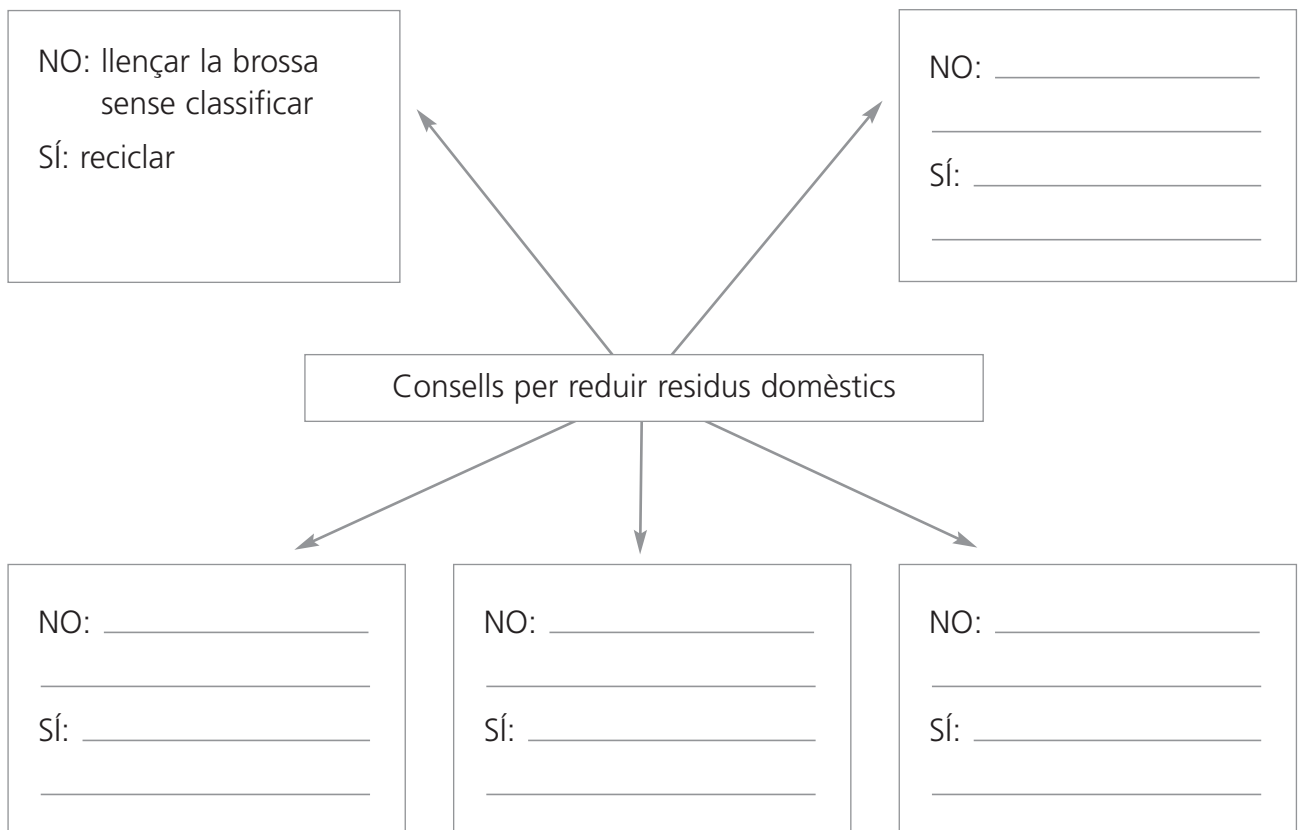 NO: llençar la brossa
sense classificar
SÍ: reciclar
NO:
SÍ:
Consells per reduir residus domèstics
NO:
SÍ:
NO:
SÍ:
NO:
SÍ: